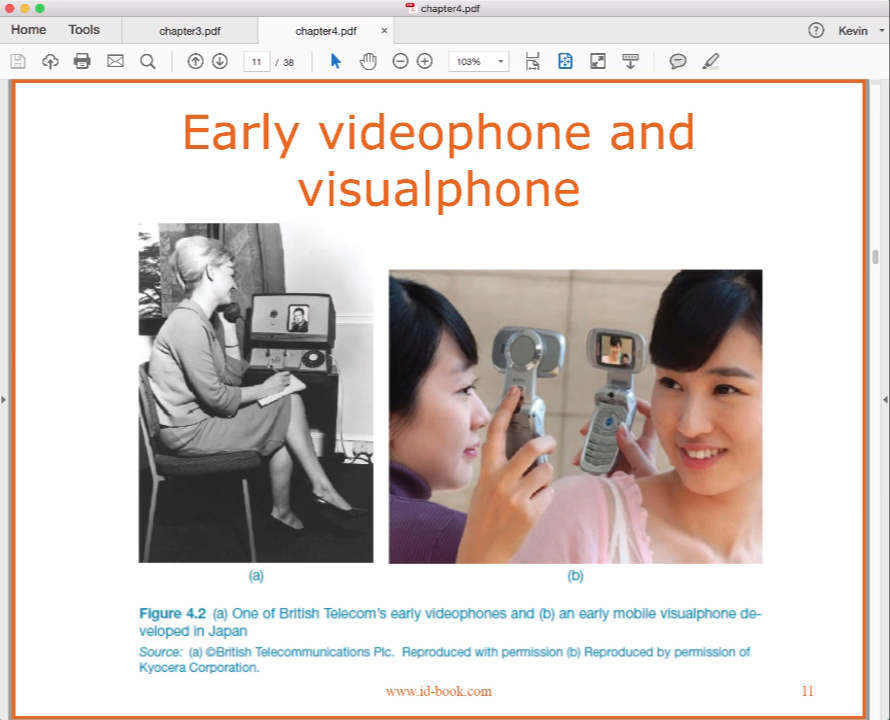 chapter4.pdf
Home Tools chapter3.pdf chapter4.pdf × ? Kevin
11 / 38 103%
Early videophone and
visualphone
(a) (b)
Figure 4.2 (a) One of British Telecom's early videophones and (b) an early mobile visualphone de-
veloped in Japan
Source: (a) ©British Telecommunications Plc. Reproduced with permission (b) Reproduced by permission of
Kyocera Corporation.
www.id-book.com 11